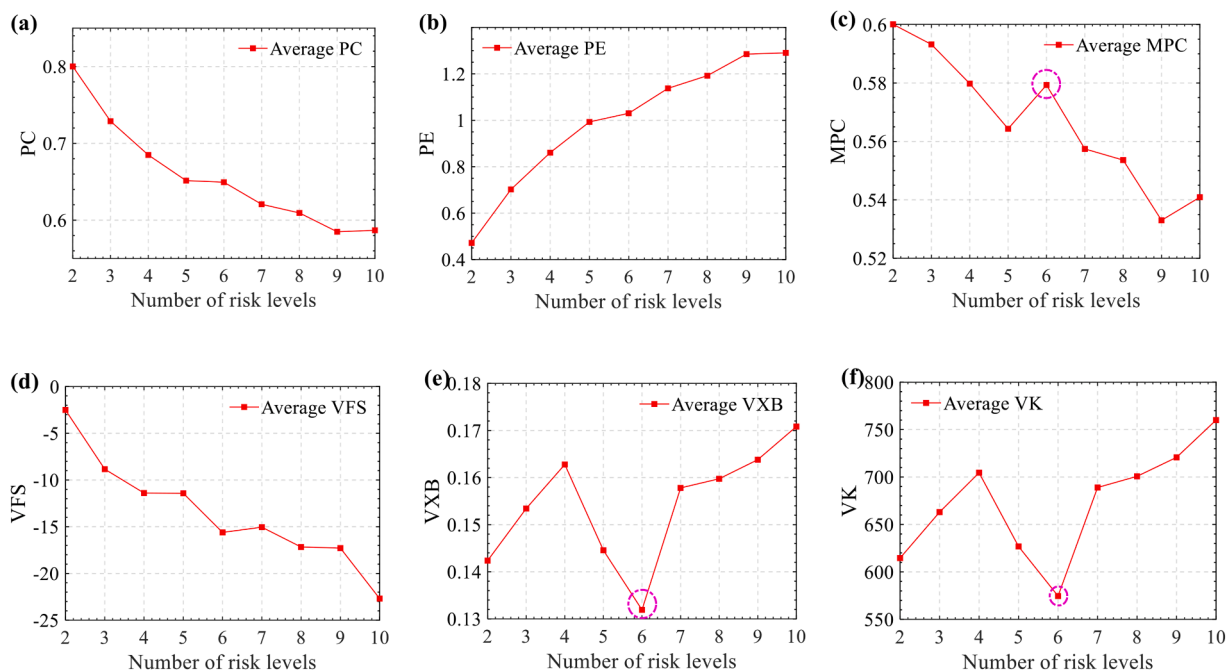 (a)
Average PC
0.8
0.7
0.6
PC
2 3 4 5 6 7 8 9 10
Number of risk levels
(b)
Average PE
1.2
1
0.8
0.6
0.4
PE
2 3 4 5 6 7 8 9 10
Number of risk levels
(c)
Average MPC
0.6
0.58
0.56
0.54
0.52
MPC
2 3 4 5 6 7 8 9 10
Number of risk levels
(d)
Average VFS
0
-5
-10
-15
-20
-25
VFS
2 3 4 5 6 7 8 9 10
Number of risk levels
(e)
Average VXB
0.18
0.17
0.16
0.15
0.14
0.13
VXB
2 3 4 5 6 7 8 9 10
Number of risk levels
(f)
Average VK
800
750
700
650
600
550
VK
2 3 4 5 6 7 8 9 10
Number of risk levels